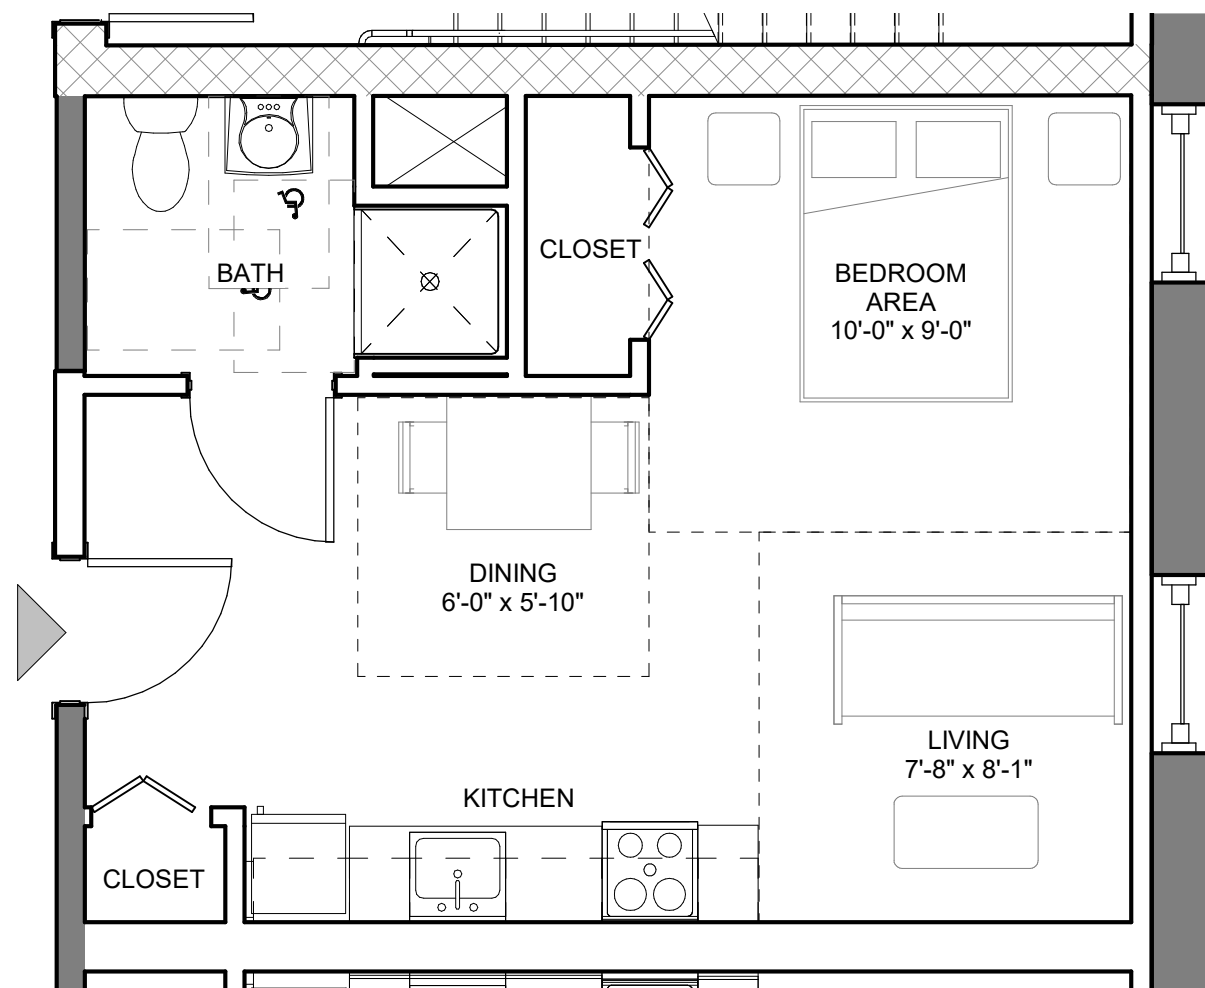 CLOSET
BATH
BEDROOM
AREA
10'-0" x 9'-0"
DINING
6'-0" x 5'-10"
LIVING
7'-8" x 8'-1"
KITCHEN
CLOSET